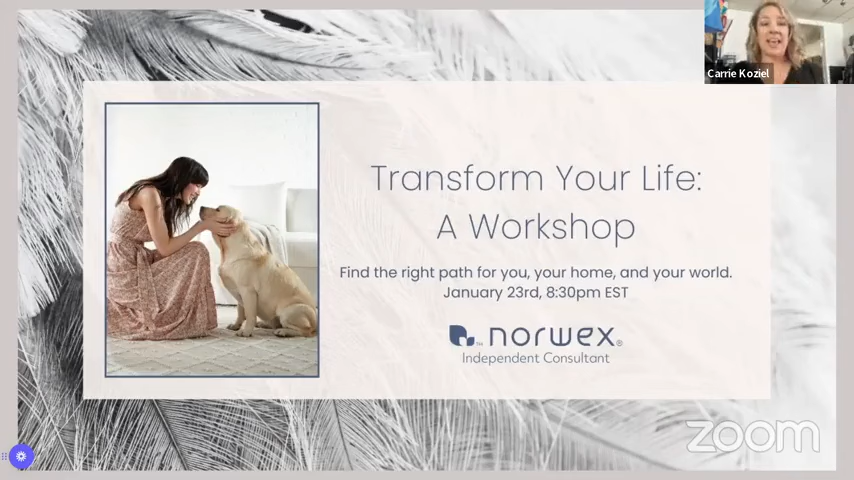 Carrie Koziel
Transform Your Life:
A Workshop
Find the right path for you, your home, and your world.
January 23rd, 8:30pm EST
norwex®
Independent Consultant
zoom